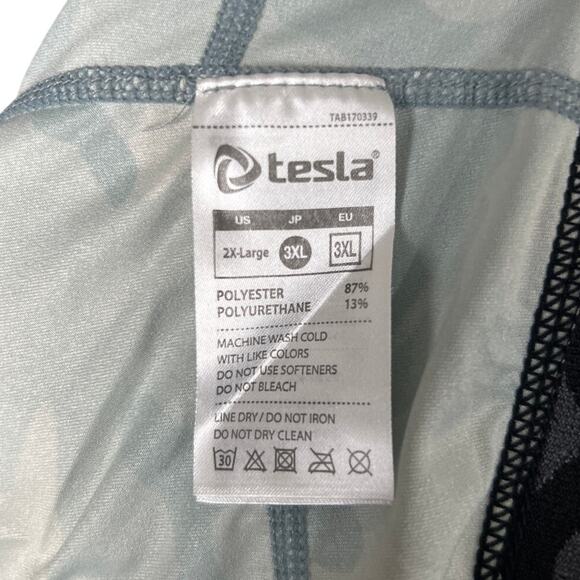 TAB170339
tesla®
US JP EU
2X-Large 3XL 3XL
POLYESTER 87%
POLYURETHANE 13%
MACHINE WASH COLD
WITH LIKE COLORS
DO NOT USE SOFTENERS
DO NOT BLEACH
LINE DRY / DO NOT IRON
DO NOT DRY CLEAN
30